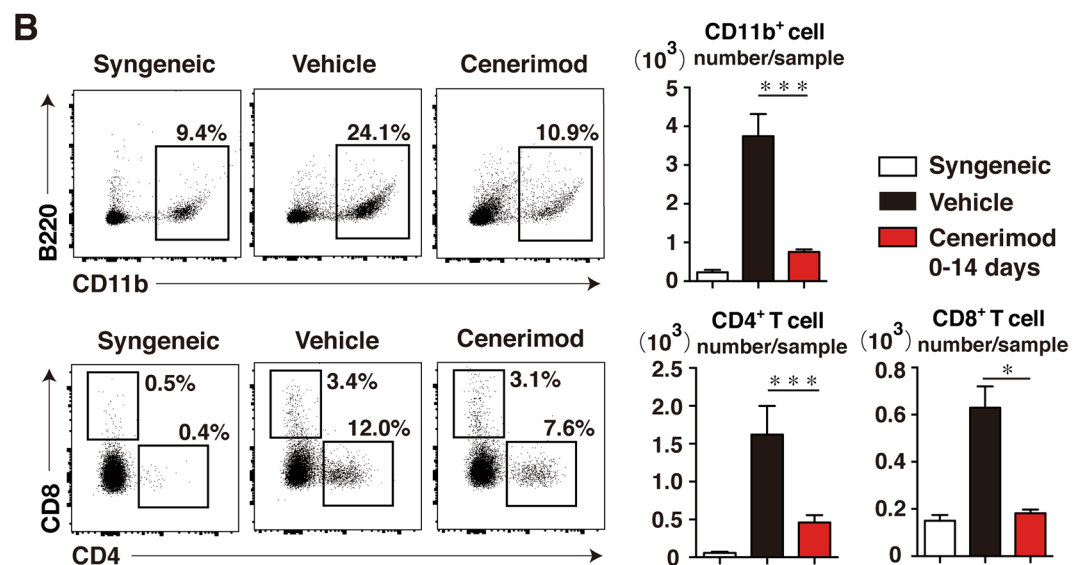 B
Syngeneic
Vehicle
Cenerimod
9.4%
24.1%
10.9%
B220
CD11b
CD11b⁺ cell
(10³) number/sample
5
4
3
2
1
0
***
Syngeneic
Vehicle
Cenerimod
0-14 days
Syngeneic
Vehicle
Cenerimod
0.5%
0.4%
3.4%
12.0%
3.1%
7.6%
CD8
CD4
CD4⁺ T cell
(10³) number/sample
2.5
2.0
1.5
1.0
0.5
0
***
CD8⁺ T cell
(10³) number/sample
0.8
0.6
0.4
0.2
0
*